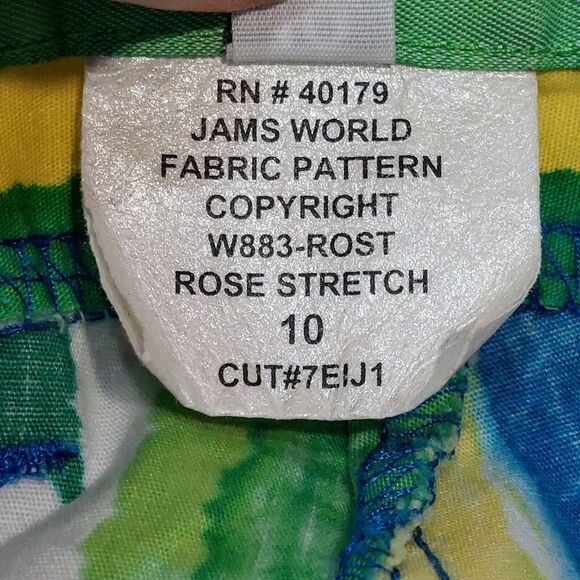 RN # 40179
JAMS WORLD
FABRIC PATTERN
COPYRIGHT
W883-ROST
ROSE STRETCH
10
CUT#7EIJ1